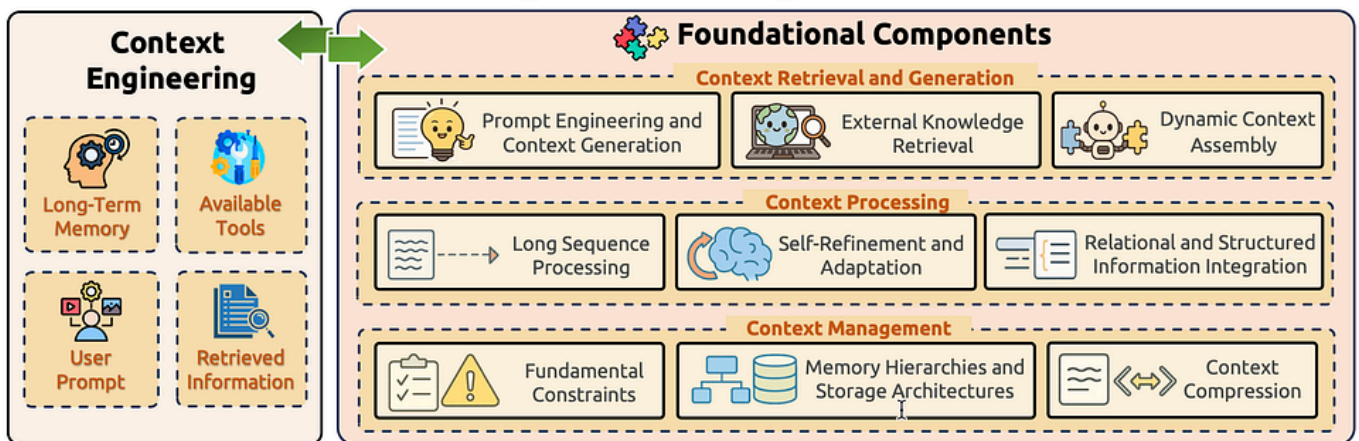 Context
Engineering
Long-Term
Memory
Available
Tools
User
Prompt
Retrieved
Information
Foundational Components
Context Retrieval and Generation
Prompt Engineering and
Context Generation
External Knowledge
Retrieval
Dynamic Context
Assembly
Context Processing
Long Sequence
Processing
Self-Refinement and
Adaptation
Relational and Structured
Information Integration
Context Management
Fundamental
Constraints
Memory Hierarchies and
Storage Architectures
Context
Compression